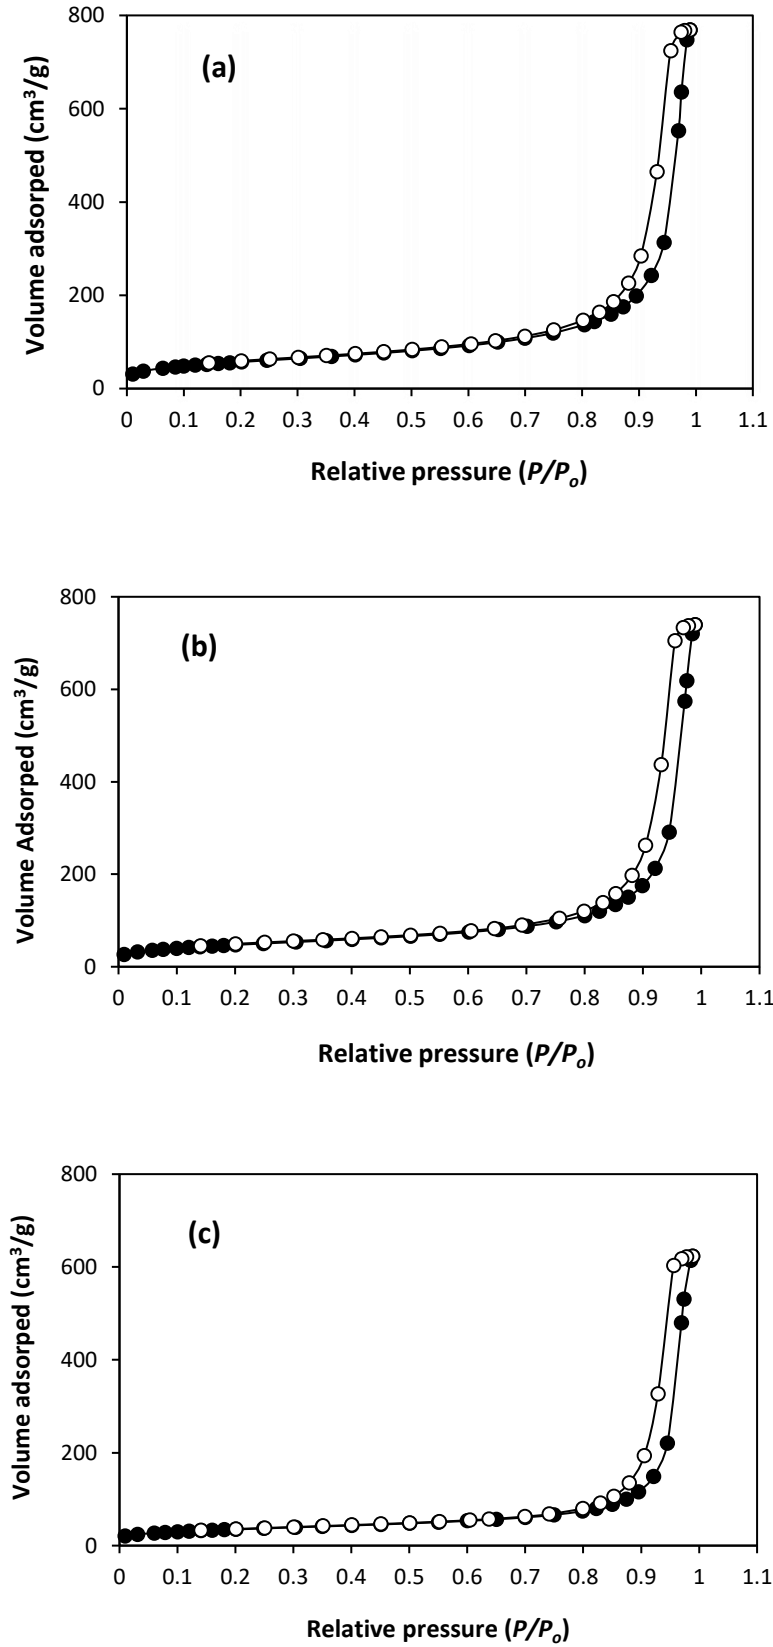 800
(a)
600
400
200
0
Volume adsorped (cm³/g)
0 0.1 0.2 0.3 0.4 0.5 0.6 0.7 0.8 0.9 1 1.1
Relative pressure (P/Pₒ)
800
(b)
600
400
200
0
Volume Adsorped (cm³/g)
0 0.1 0.2 0.3 0.4 0.5 0.6 0.7 0.8 0.9 1 1.1
Relative pressure (P/Pₒ)
800
(c)
600
400
200
0
Volume adsorped (cm³/g)
0 0.1 0.2 0.3 0.4 0.5 0.6 0.7 0.8 0.9 1 1.1
Relative pressure (P/Pₒ)